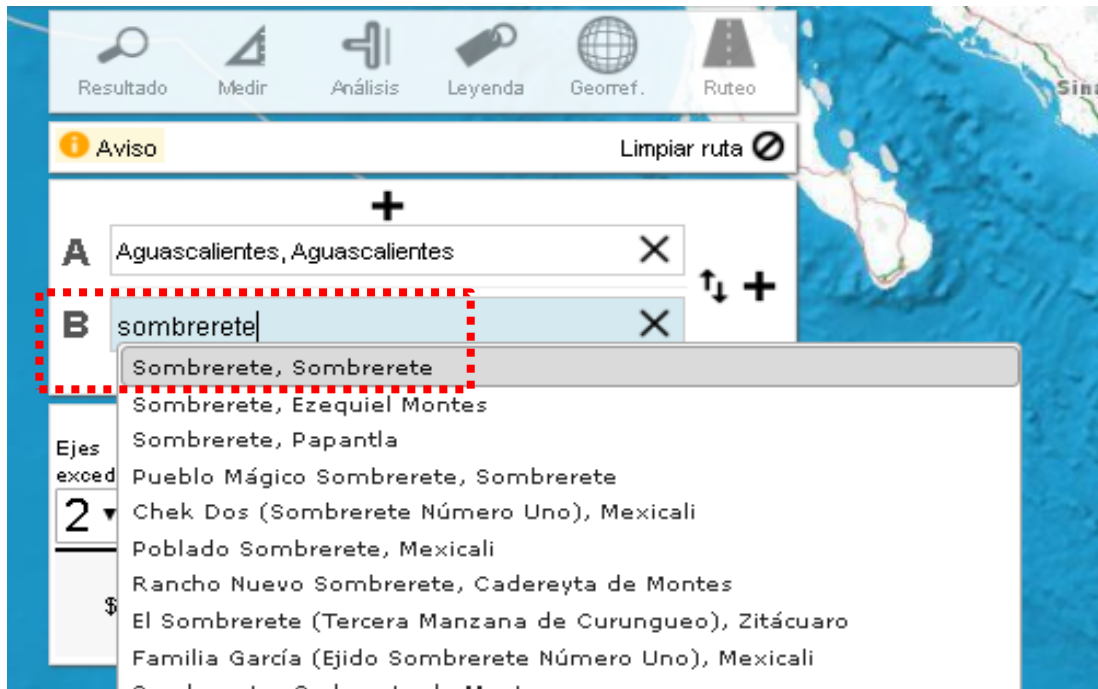 Resultado Medir Análisis Leyenda Georref. Ruteo
Aviso Limpiar ruta
A Aguascalientes, Aguascalientes
B sombrerete
Sombrerete, Sombrerete
Sombrerete, Ezequiel Montes
Sombrerete, Papantla
Ejes
exced
Pueblo Mágico Sombrerete, Sombrerete
2
Chek Dos (Sombrerete Número Uno), Mexicali
Poblado Sombrerete, Mexicali
Rancho Nuevo Sombrerete, Cadereyta de Montes
$
El Sombrerete (Tercera Manzana de Curungueo), Zitácuaro
Familia García (Ejido Sombrerete Número Uno), Mexicali
Sina